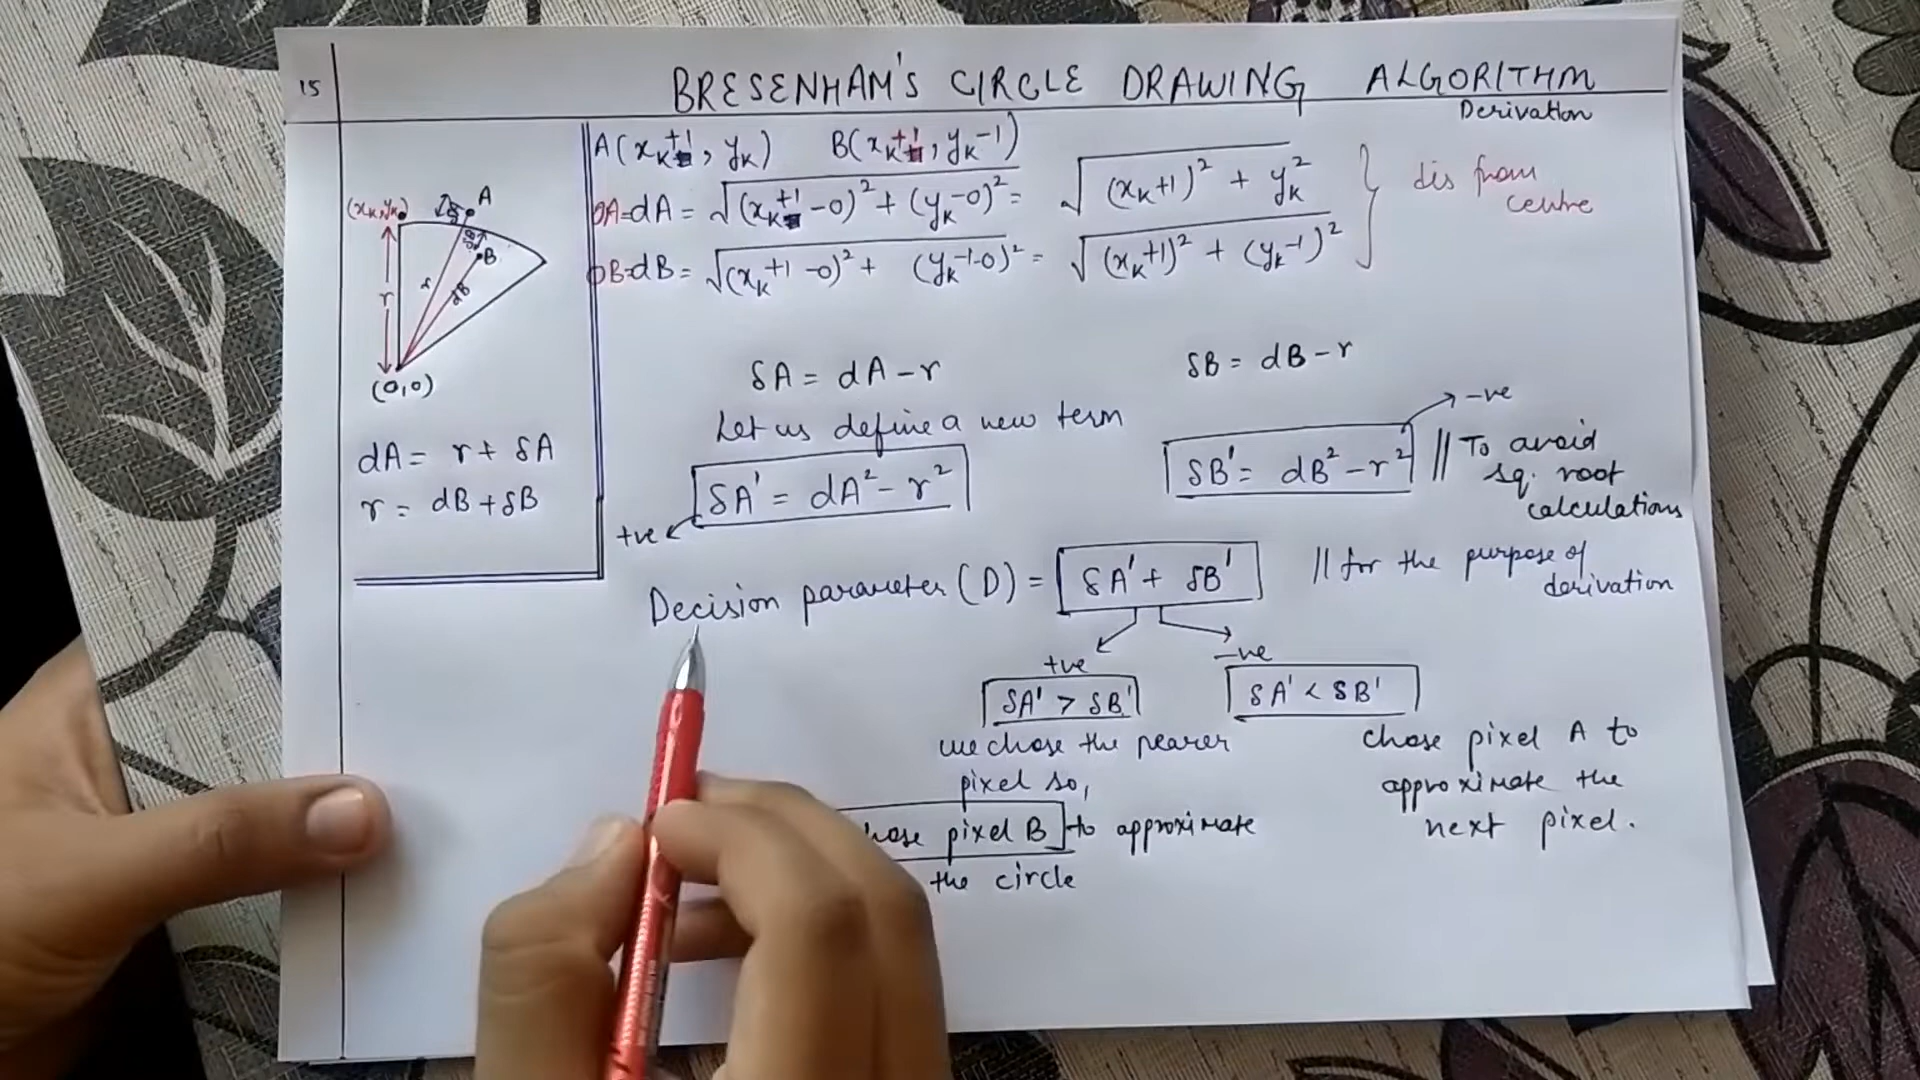 15
BRESENHAM'S CIRCLE DRAWING ALGORITHM
Derivation
A(xₖ+1, yₖ) B(xₖ+1, yₖ-1)
OA=dA = √(xₖ+1-0)² + (yₖ-0)² = √(xₖ+1)² + yₖ²
OB=dB = √(xₖ+1-0)² + (yₖ-1-0)² = √(xₖ+1)² + (yₖ-1)²
dis from
centre
(xₖ,yₖ)
A
B
r
r
dB
(0,0)
dA = r + δA
r = dB + δB
δA = dA - r
δB = dB - r
Let us define a new term
δA' = dA² - r²
+ve
δB' = dB² - r²
-ve
// To avoid
sq. root
calculations
Decision parameter (D) = δA' + δB' // for the purpose of
derivation
+ve -ve
δA' > δB' δA' < δB'
we chose the nearer
pixel so,
pixel B to approximate
the circle
chose pixel A to
approximate the
next pixel.